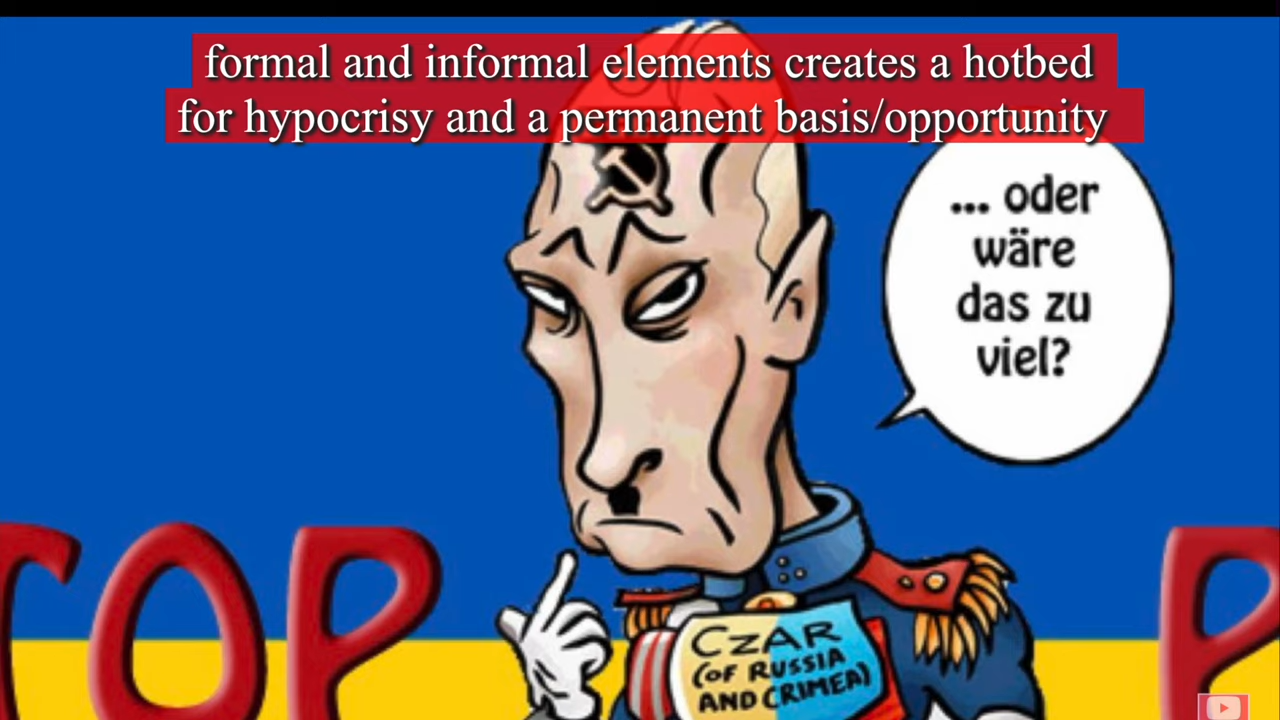 formal and informal elements creates a hotbed
for hypocrisy and a permanent basis/opportunity
... oder
wäre
das zu
viel?
TOP P
CZAR
(OF RUSSIA
AND CRIMEA)